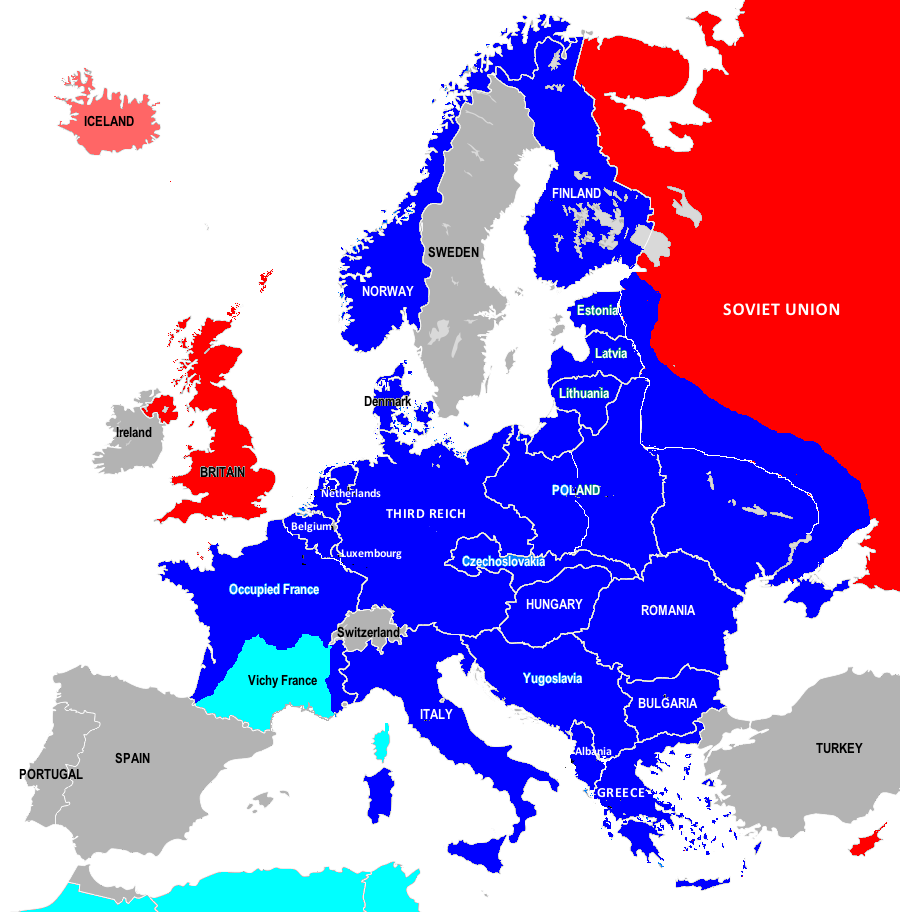 ICELAND
FINLAND
SWEDEN
NORWAY
SOVIET UNION
Estonia
Latvia
Lithuania
Denmark
Ireland
BRITAIN
Netherlands
POLAND
THIRD REICH
Belgium
Luxembourg
Czechoslovakia
Occupied France
HUNGARY
ROMANIA
Switzerland
Vichy France
Yugoslavia
BULGARIA
ITALY
TURKEY
Albania
SPAIN
PORTUGAL
GREECE